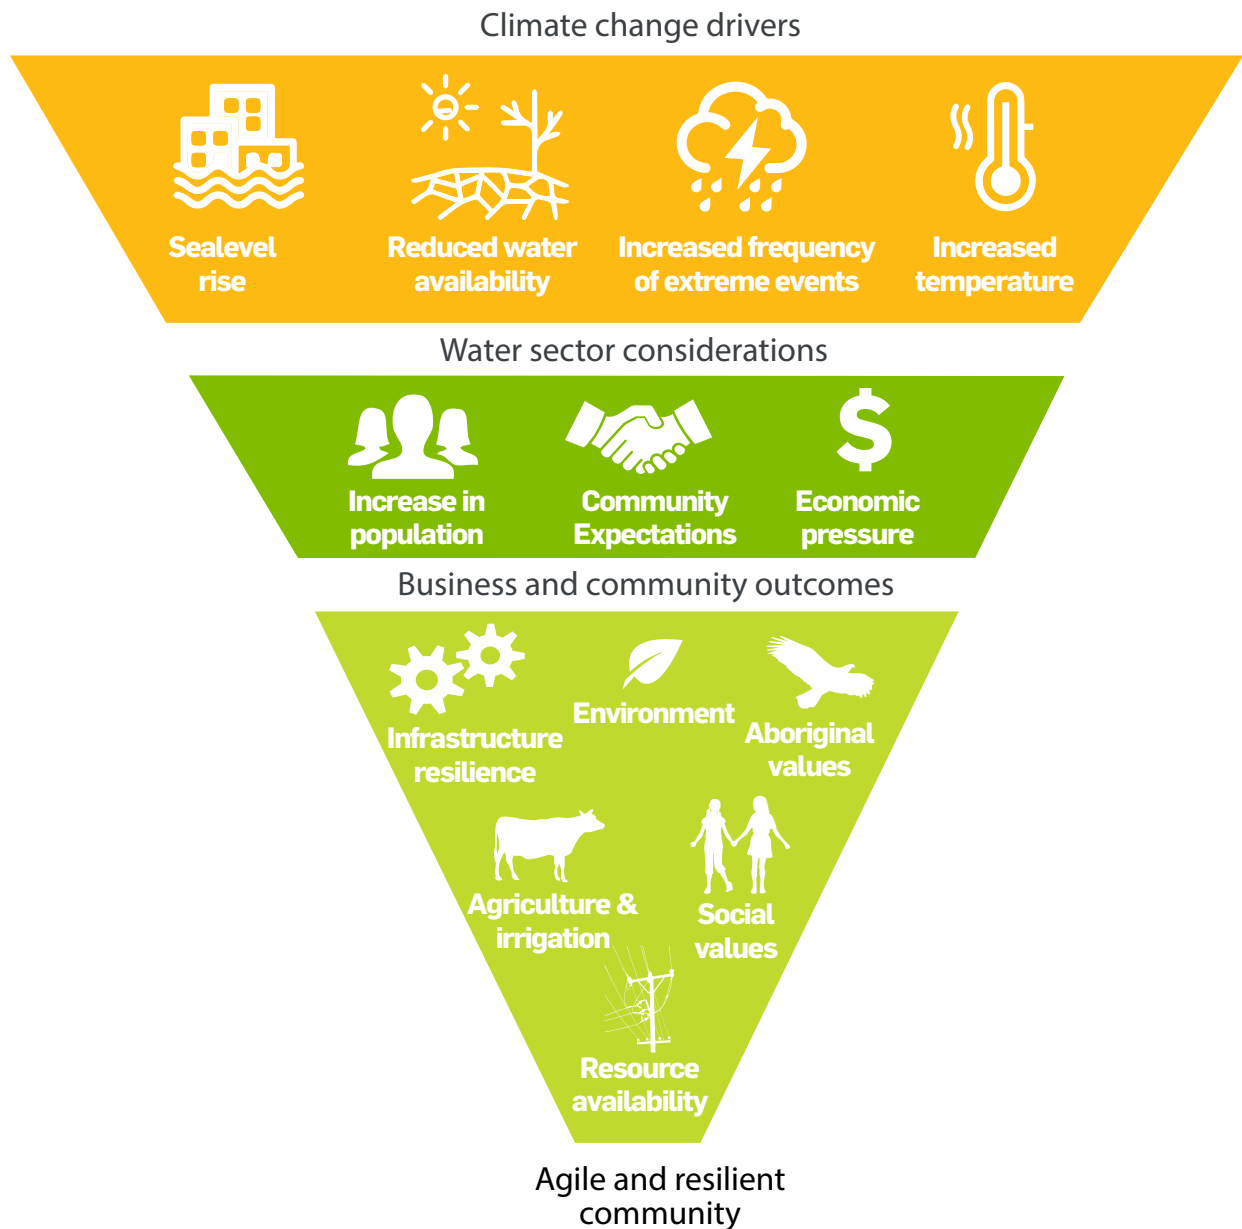 Climate change drivers
Sealevel
rise
Reduced water
availability
Increased frequency
of extreme events
Increased
temperature
Water sector considerations
Increase in
population
Community
Expectations
$
Economic
pressure
Business and community outcomes
Infrastructure
resilience
Environment
Aboriginal
values
Agriculture &
irrigation
Social
values
Resource
availability
Agile and resilient
community